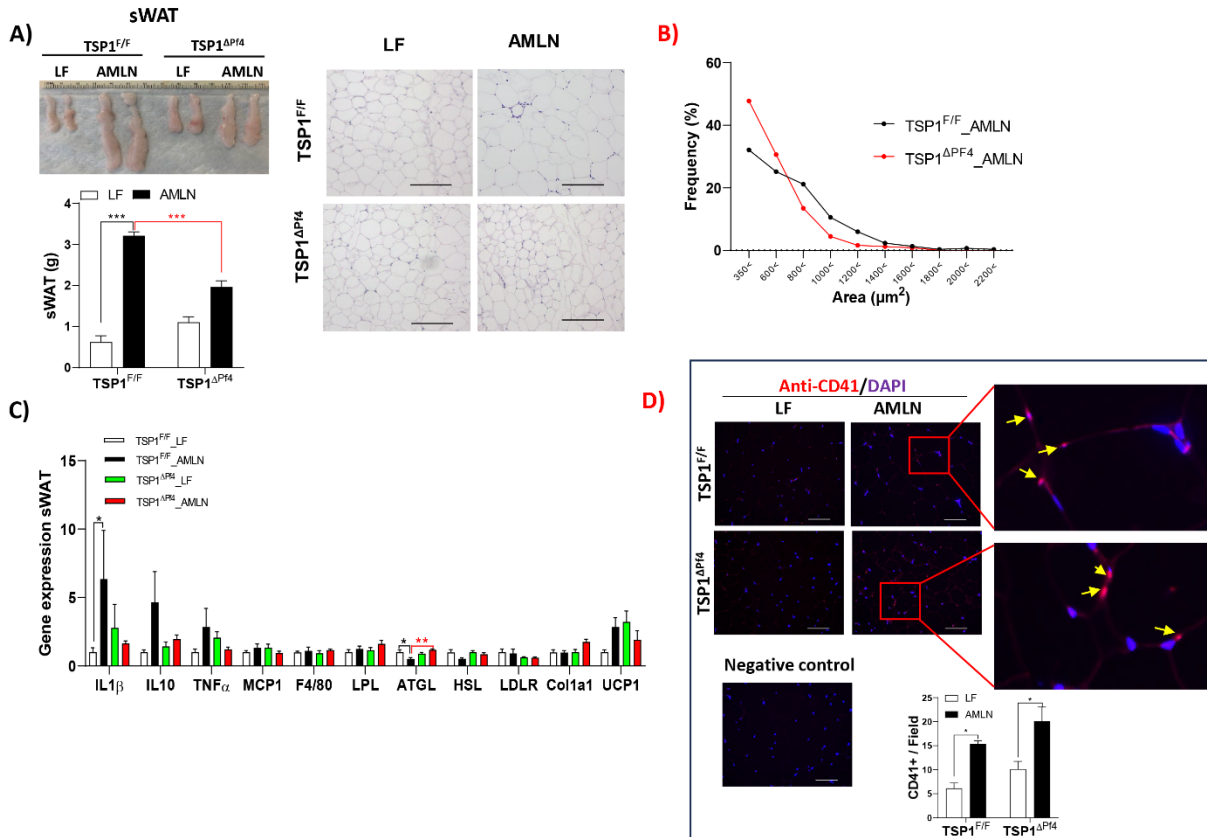 sWAT
A)
TSP1F/F TSP1ΔPf4
LF AMLN LF AMLN
LF AMLN
TSP1F/F
TSP1ΔPf4
LF AMLN
sWAT (g)
4
3
2
1
0
*** ***
TSP1F/F TSP1ΔPf4
B)
Frequency (%)
60
40
20
0
TSP1F/F_AMLN
TSP1ΔPF4_AMLN
350< 600< 800< 1000< 1200< 1400< 1600< 1800< 2000< 2200<
Area (µm2)
C)
TSP1F/F_LF
TSP1F/F_AMLN
TSP1ΔPf4_LF
TSP1ΔPf4_AMLN
Gene expression sWAT
15
10
5
0
* * **
IL1β IL10 TNFα MCP1 F4/80 LPL ATGL HSL LDLR Col1a1 UCP1
D)
Anti-CD41/DAPI
LF AMLN
TSP1F/F
TSP1ΔPf4
Negative control
LF
AMLN
CD41+ / Field
25
20
15
10
5
0
* *
TSP1F/F TSP1ΔPf4